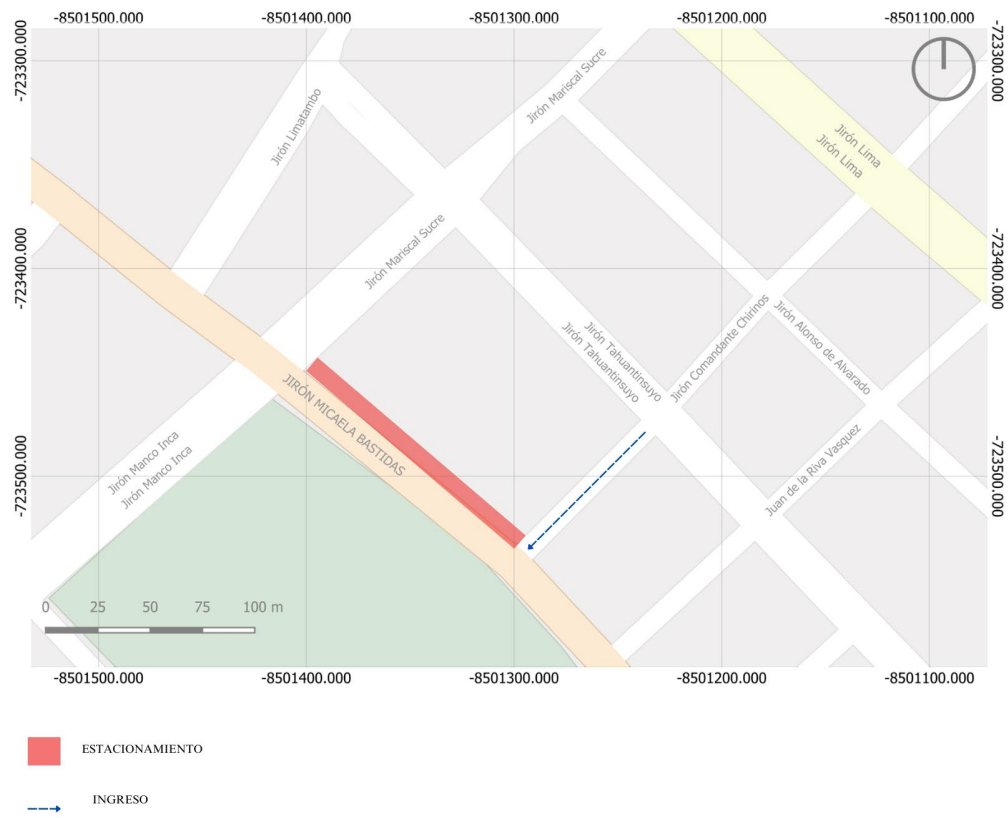 -8501500.000 -8501400.000 -8501300.000 -8501200.000 -8501100.000
-723300.000
-723300.000
Jirón Mariscal Sucre
Jirón Limatambo
Jirón Lima
Jirón Lima
Jirón Mariscal Sucre
-723400.000
-723400.000
Jirón Comandante Chirinos
Jirón Alonso de Alvarado
Jirón Tahuantinsuyo
Jirón Tahuantinsuyo
JIRÓN MICAELA BASTIDAS
Jirón Manco Inca
Jirón Manco Inca
Juan de la Riva Vasquez
-723500.000
-723500.000
0 25 50 75 100 m
-8501500.000 -8501400.000 -8501300.000 -8501200.000 -8501100.000
ESTACIONAMIENTO
INGRESO